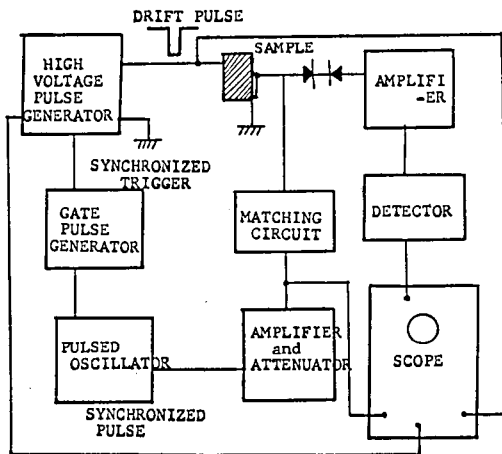 DRIFT PULSE
HIGH
VOLTAGE
PULSE
GENERATOR
SAMPLE
AMPLIFI
-ER
SYNCHRONIZED
TRIGGER
GATE
PULSE
GENERATOR
MATCHING
CIRCUIT
DETECTOR
PULSED
OSCILLATOR
AMPLIFIER
and
ATTENUATOR
SCOPE
SYNCHRONIZED
PULSE